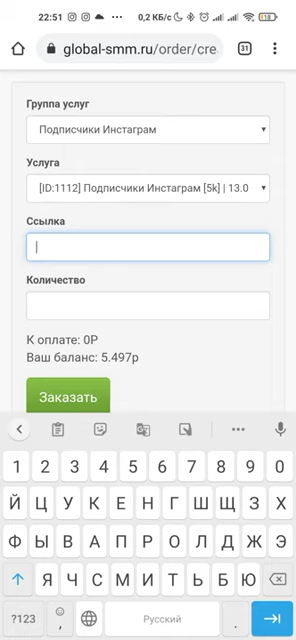 22:51 0,2 КБ/с 18
global-smm.ru/order/cre 31
Группа услуг
Подписчики Инстаграм
Услуга
[ID:1112] Подписчики Инстаграм [5k] | 13.0
Ссылка
Количество
К оплате: 0Р
Ваш баланс: 5.497р
Заказать
1 2 3 4 5 6 7 8 9 0
Й Ц У К Е Н Г Ш Щ З Х
Ф Ы В А П Р О Л Д Ж Э
Я Ч С М И Т Ь Б Ю
?123 , Русский .